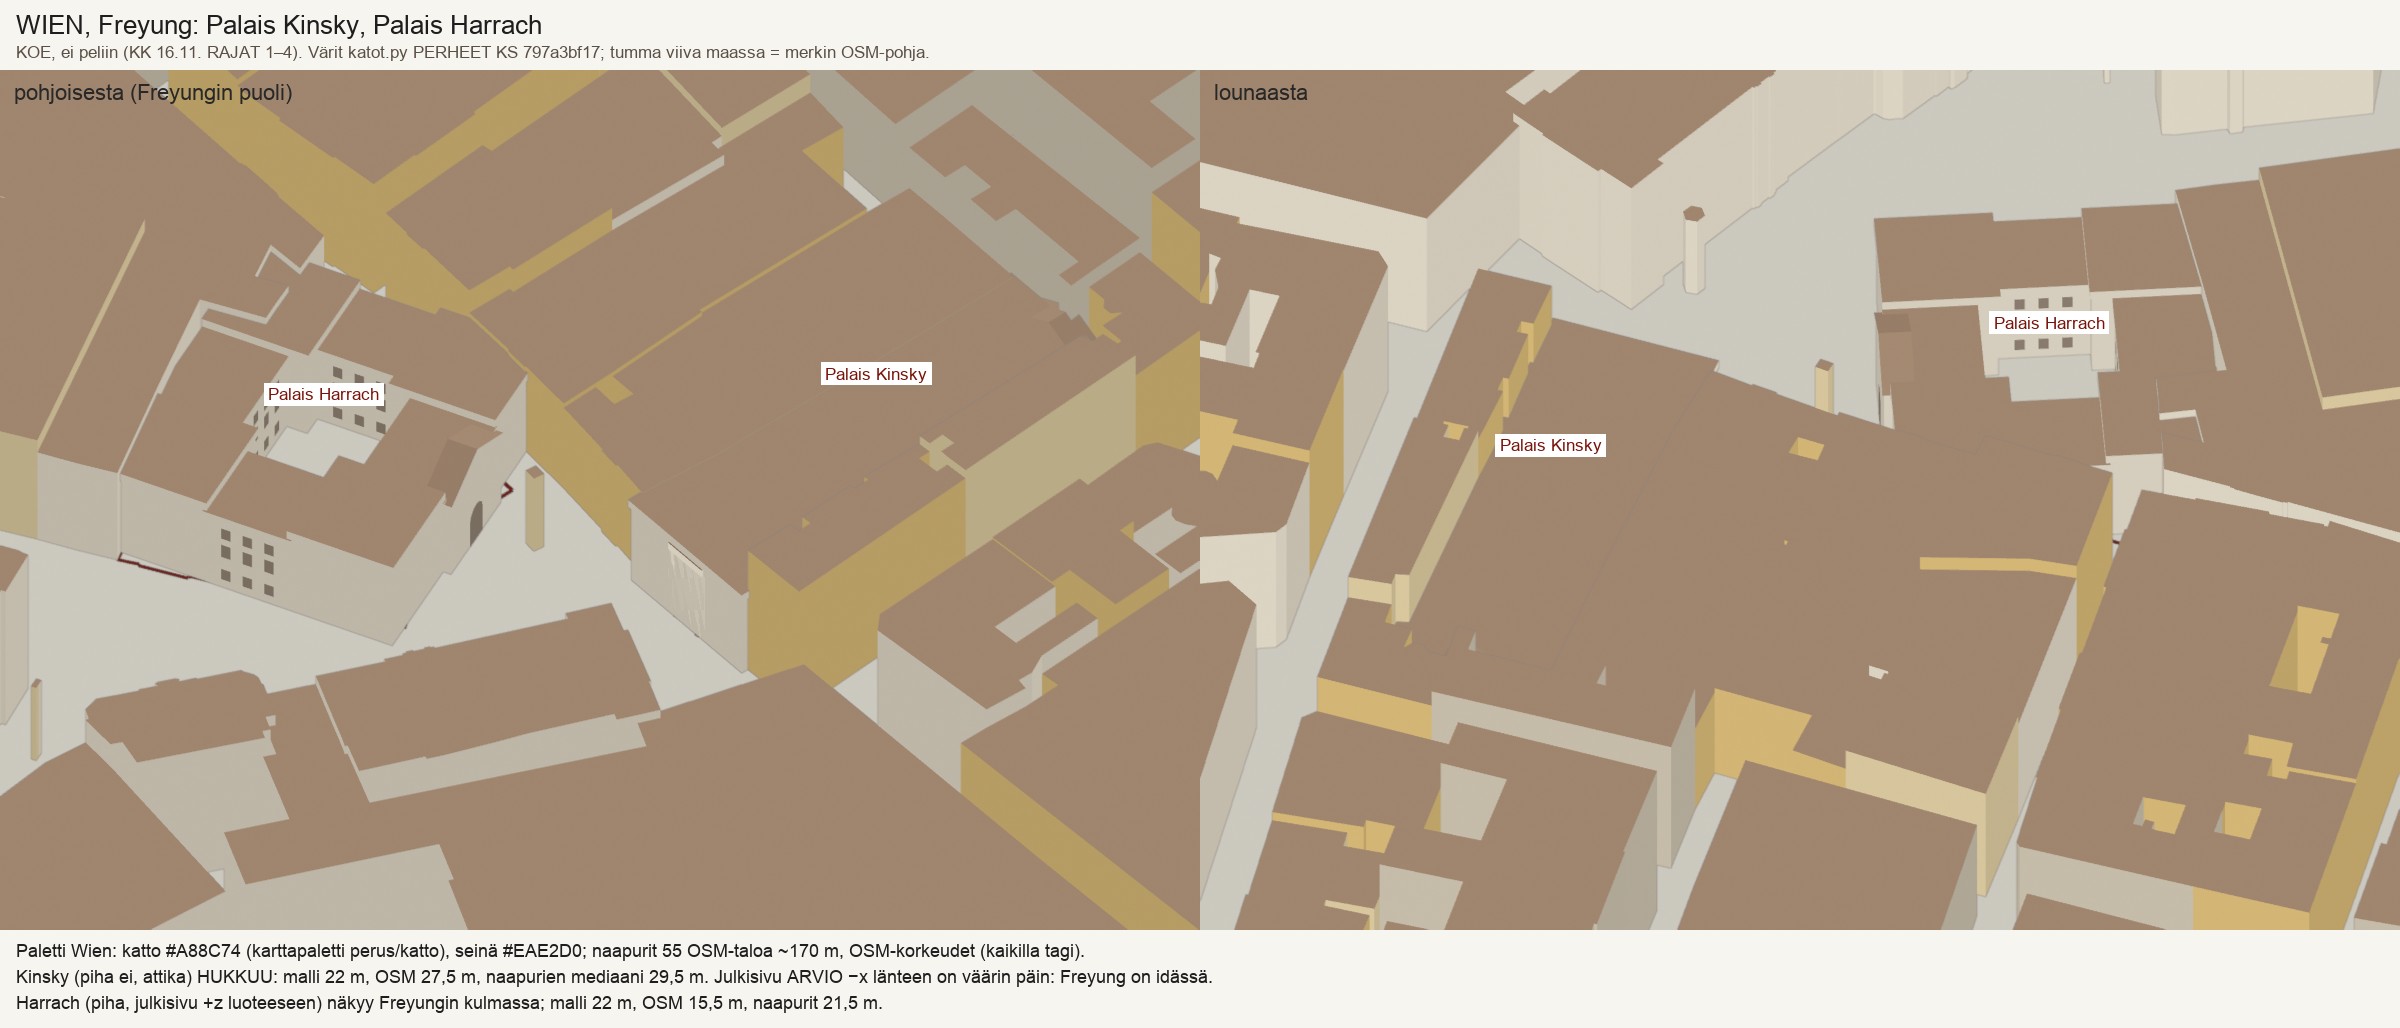 WIEN, Freyung: Palais Kinsky, Palais Harrach
KOE, ei peliin (KK 16.11. RAJAT 1–4). Värit katot.py PERHEET KS 797a3bf17; tumma viiva maassa = merkin OSM-pohja.
pohjoisesta (Freyungin puoli)
lounaasta
Palais Harrach
Palais Kinsky
Palais Harrach
Palais Kinsky
Paletti Wien: katto #A88C74 (karttapaletti perus/katto), seinä #EAE2D0; naapurit 55 OSM-taloa ~170 m, OSM-korkeudet (kaikilla tagi).
Kinsky (piha ei, attika) HUKKUU: malli 22 m, OSM 27,5 m, naapurien mediaani 29,5 m. Julkisivu ARVIO −x länteen on väärin päin: Freyung on idässä.
Harrach (piha, julkisivu +z luoteeseen) näkyy Freyungin kulmassa; malli 22 m, OSM 15,5 m, naapurit 21,5 m.